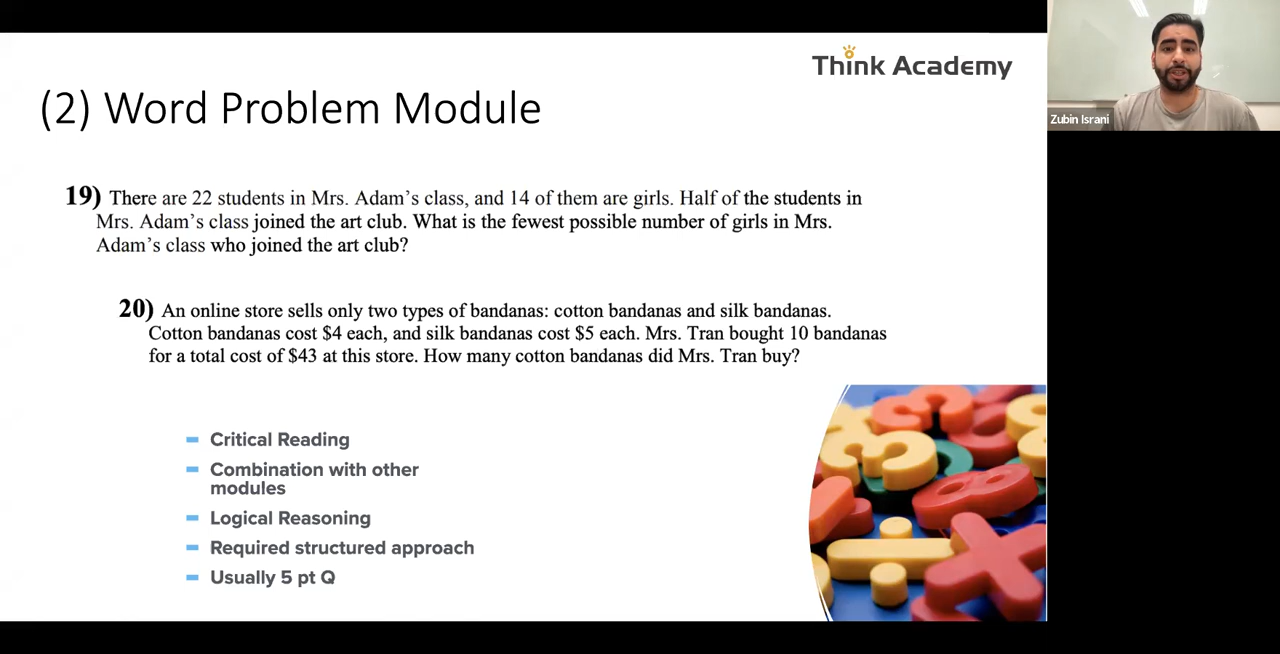 Think Academy
Zubin Israni
(2) Word Problem Module
19) There are 22 students in Mrs. Adam’s class, and 14 of them are girls. Half of the students in
Mrs. Adam’s class joined the art club. What is the fewest possible number of girls in Mrs.
Adam’s class who joined the art club?
20) An online store sells only two types of bandanas: cotton bandanas and silk bandanas.
Cotton bandanas cost $4 each, and silk bandanas cost $5 each. Mrs. Tran bought 10 bandanas
for a total cost of $43 at this store. How many cotton bandanas did Mrs. Tran buy?
Critical Reading
Combination with other
modules
Logical Reasoning
Required structured approach
Usually 5 pt Q